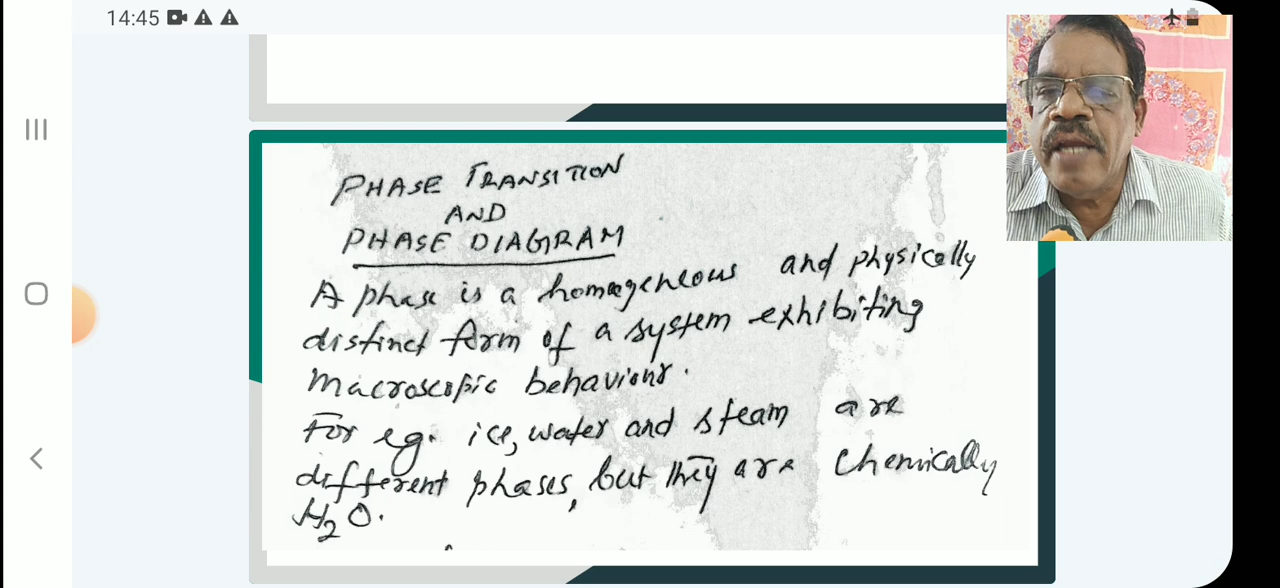 14:45
PHASE TRANSITION
AND
PHASE DIAGRAM
A phase is a homogeneous and physically
distinct form of a system exhibiting
macroscopic behaviour.
For eg. ice, water and steam are
different phases, but they are chemically
H2O.